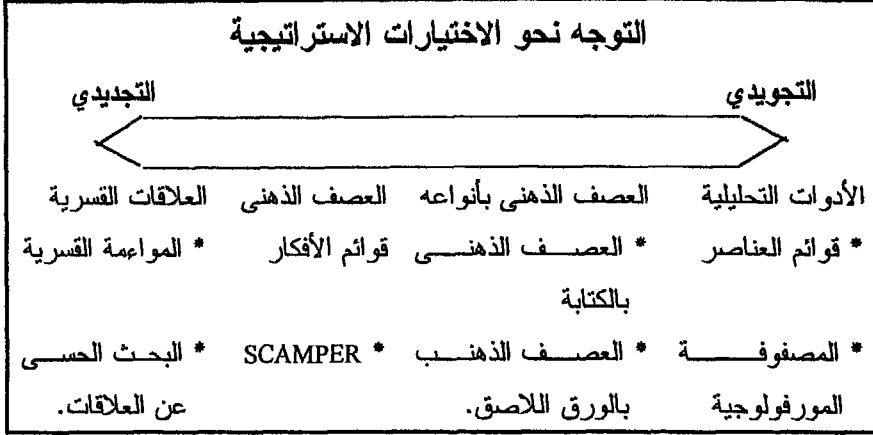 التوجه نحو الاختيارات الاستراتيجية
التجويدي التجديدي
الأدوات التحليلية العصف الذهنى بأنواعه العصف الذهنى العلاقات القسرية
* قوائم العناصر * العصف الذهنى قوائم الأفكار * المواءمة القسرية
بالكتابة
* المصفوفة * العصف الذهنب * SCAMPER * البحث الحسى
المورفولوجية بالورق اللاصق. عن العلاقات.